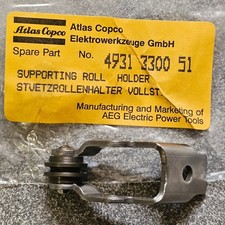 Atlas Copco
Atlas Copco
Elektrowerkzeuge GmbH
Spare Part No. 4931 3300 51
SUPPORTING ROLL HOLDER
STUETZROLLENHALTER VOLLST.
Manufacturing and Marketing of
AEG Electric Power Tools